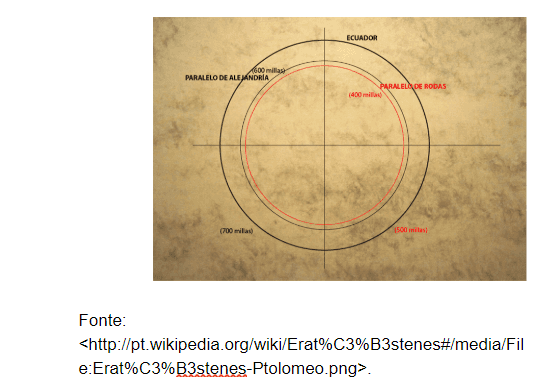 ECUADOR
(600 millas)
PARALELO DE ALEJANDRÍA
PARALELO DE RODAS
(400 millas)
(700 millas)
(500 millas)
Fonte:
<http://pt.wikipedia.org/wiki/Erat%C3%B3stenes#/media/Fil
e:Erat%C3%B3stenes-Ptolomeo.png>.